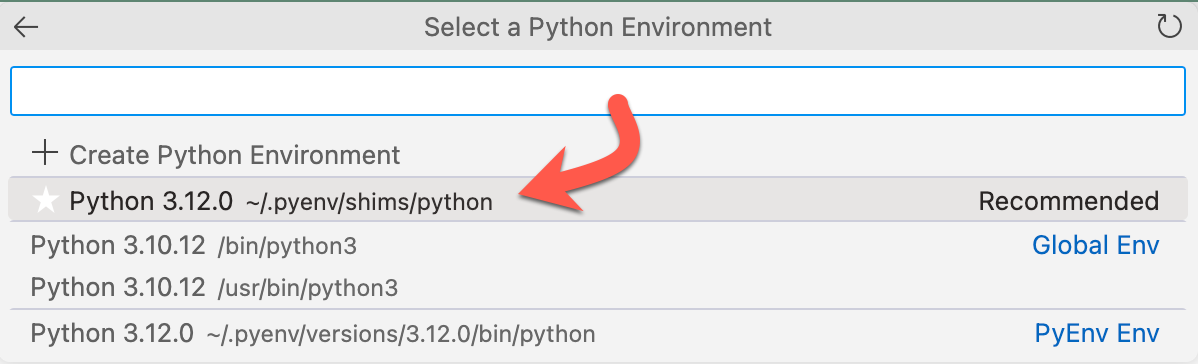 Select a Python Environment
Create Python Environment
Python 3.12.0 ~/.pyenv/shims/python Recommended
Python 3.10.12 /bin/python3 Global Env
Python 3.10.12 /usr/bin/python3
Python 3.12.0 ~/.pyenv/versions/3.12.0/bin/python PyEnv Env